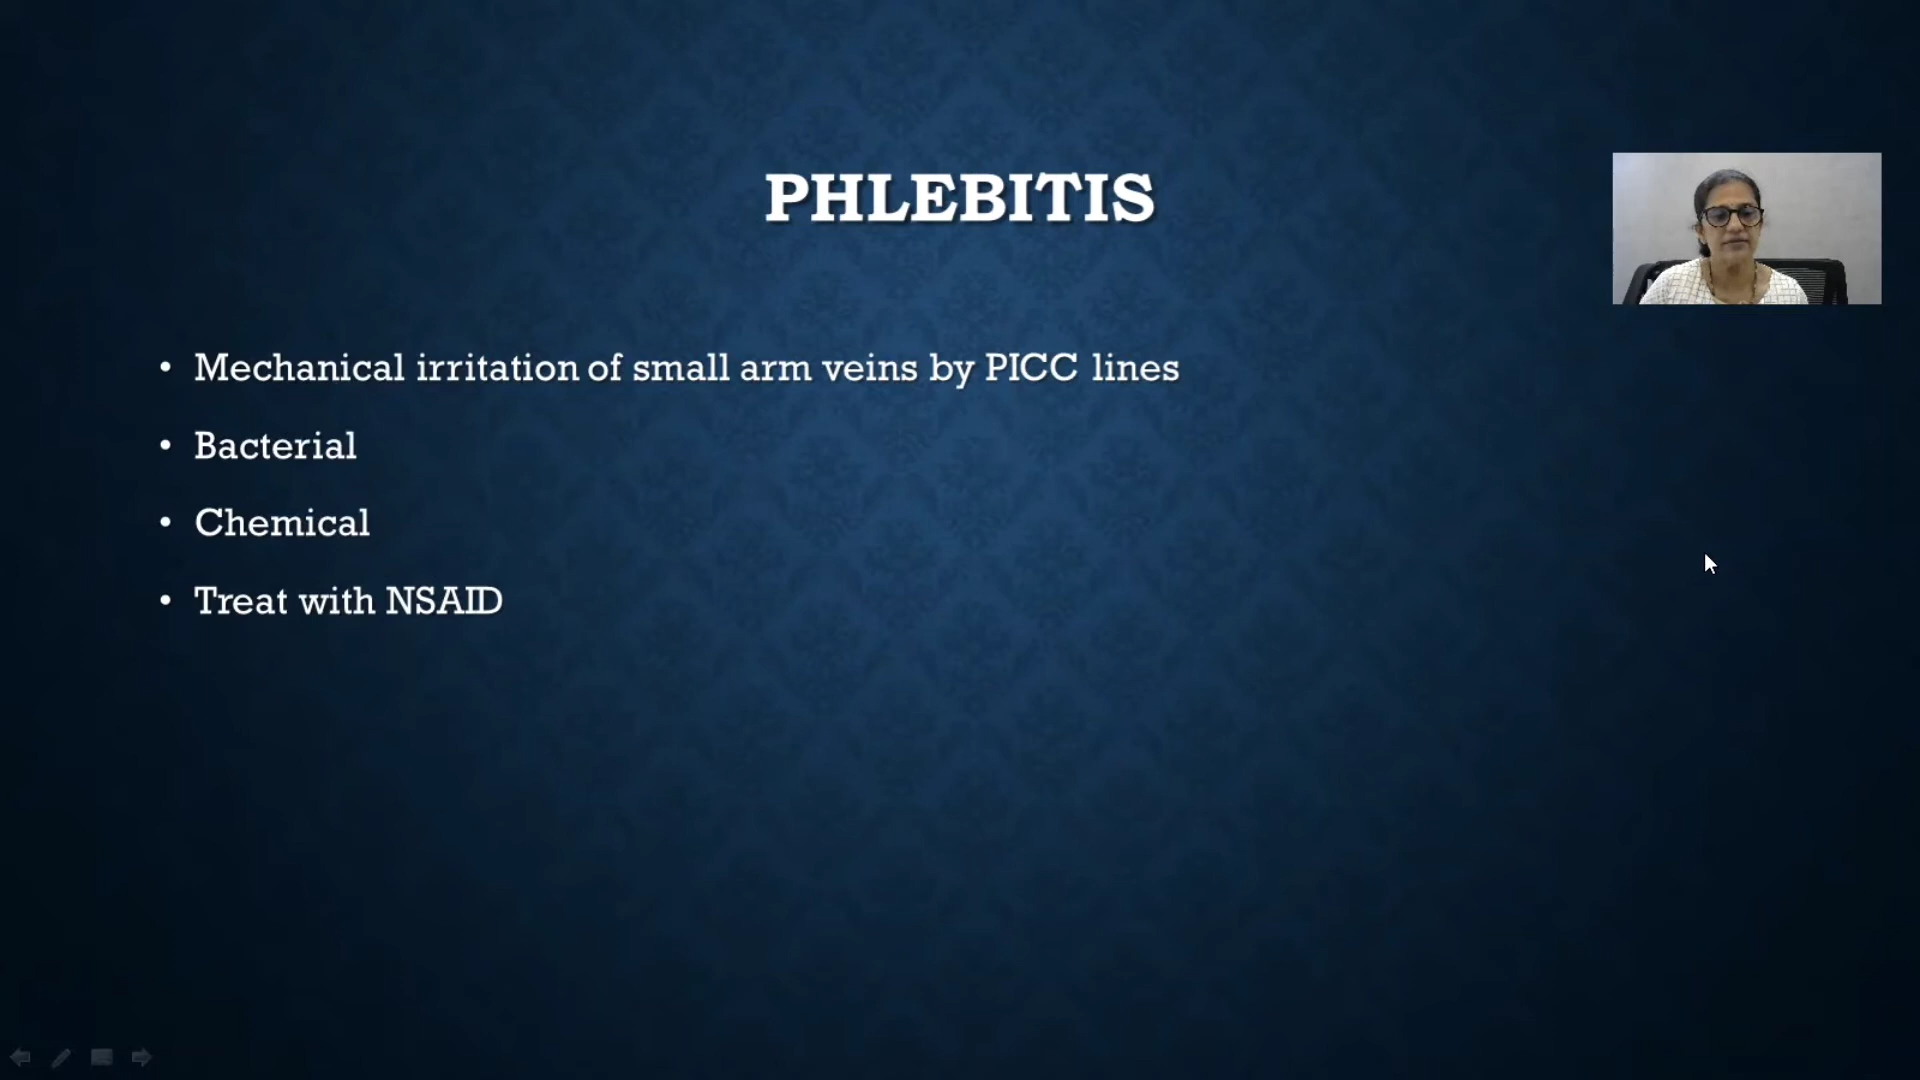 PHLEBITIS
• Mechanical irritation of small arm veins by PICC lines
• Bacterial
• Chemical
• Treat with NSAID